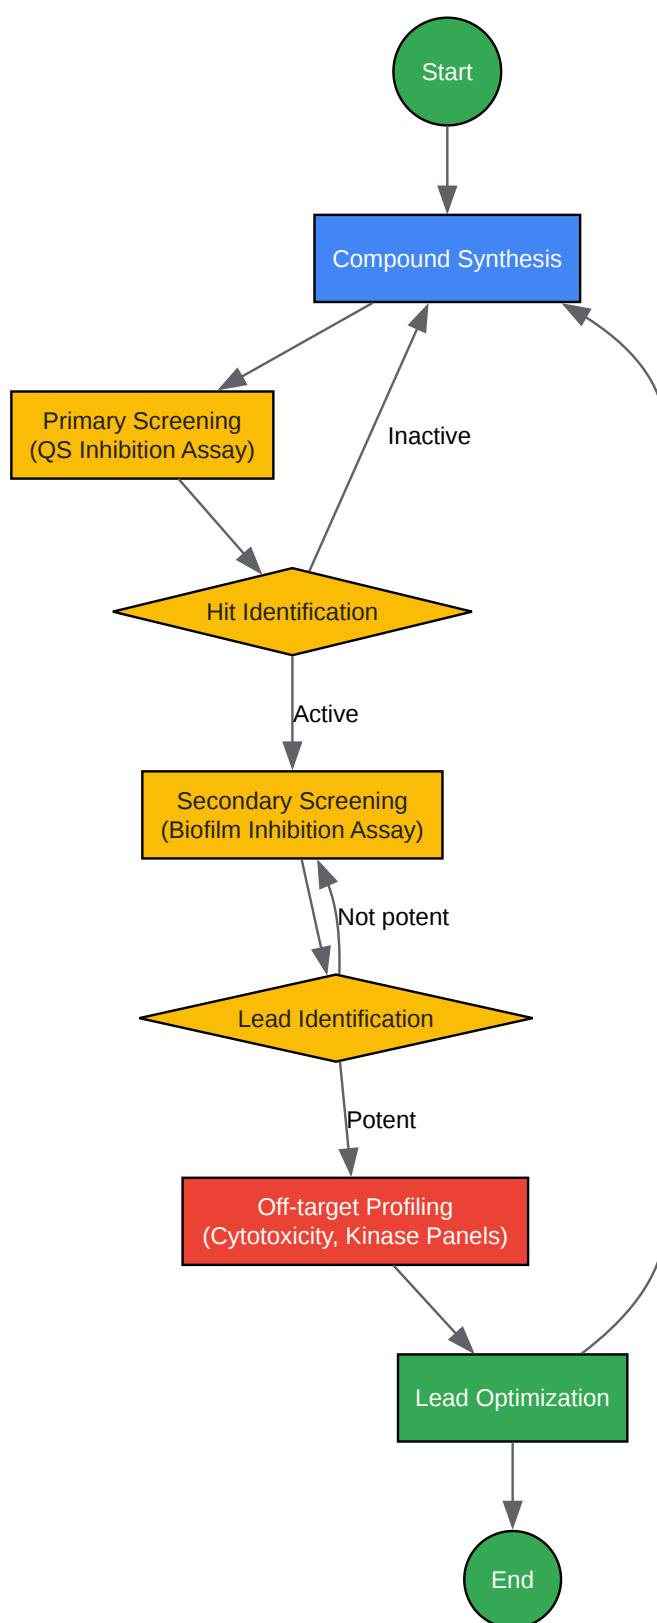 Start
Compound Synthesis
Primary Screening
(QS Inhibition Assay)
Inactive
Hit Identification
Active
Secondary Screening
(Biofilm Inhibition Assay)
Not potent
Lead Identification
Potent
Off-target Profiling
(Cytotoxicity, Kinase Panels)
Lead Optimization
End